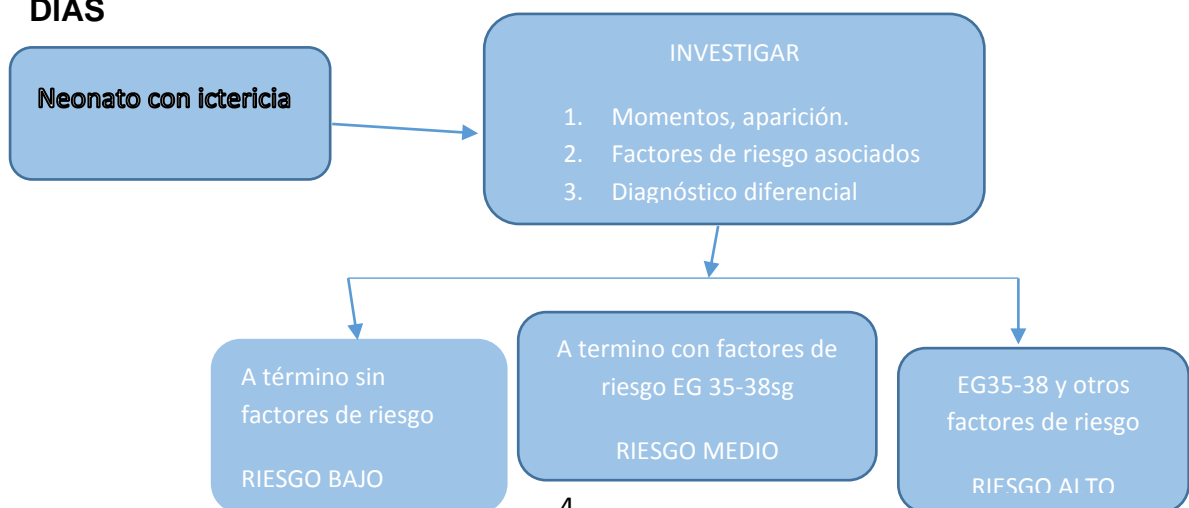 DIAS
Neonato con ictericia
INVESTIGAR
1. Momentos, aparición.
2. Factores de riesgo asociados
3. Diagnóstico diferencial
A término sin
factores de riesgo
RIESGO BAJO
A termino con factores de
riesgo EG 35-38sg
RIESGO MEDIO
EG35-38 y otros
factores de riesgo
RIESGO ALTO
4